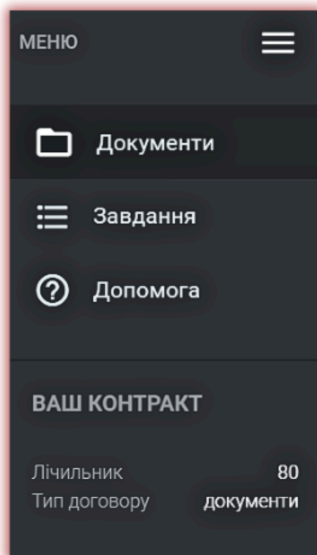 МЕНЮ
Документи
Завдання
Допомога
ВАШ КОНТРАКТ
Лічильник 80
Тип договору документи